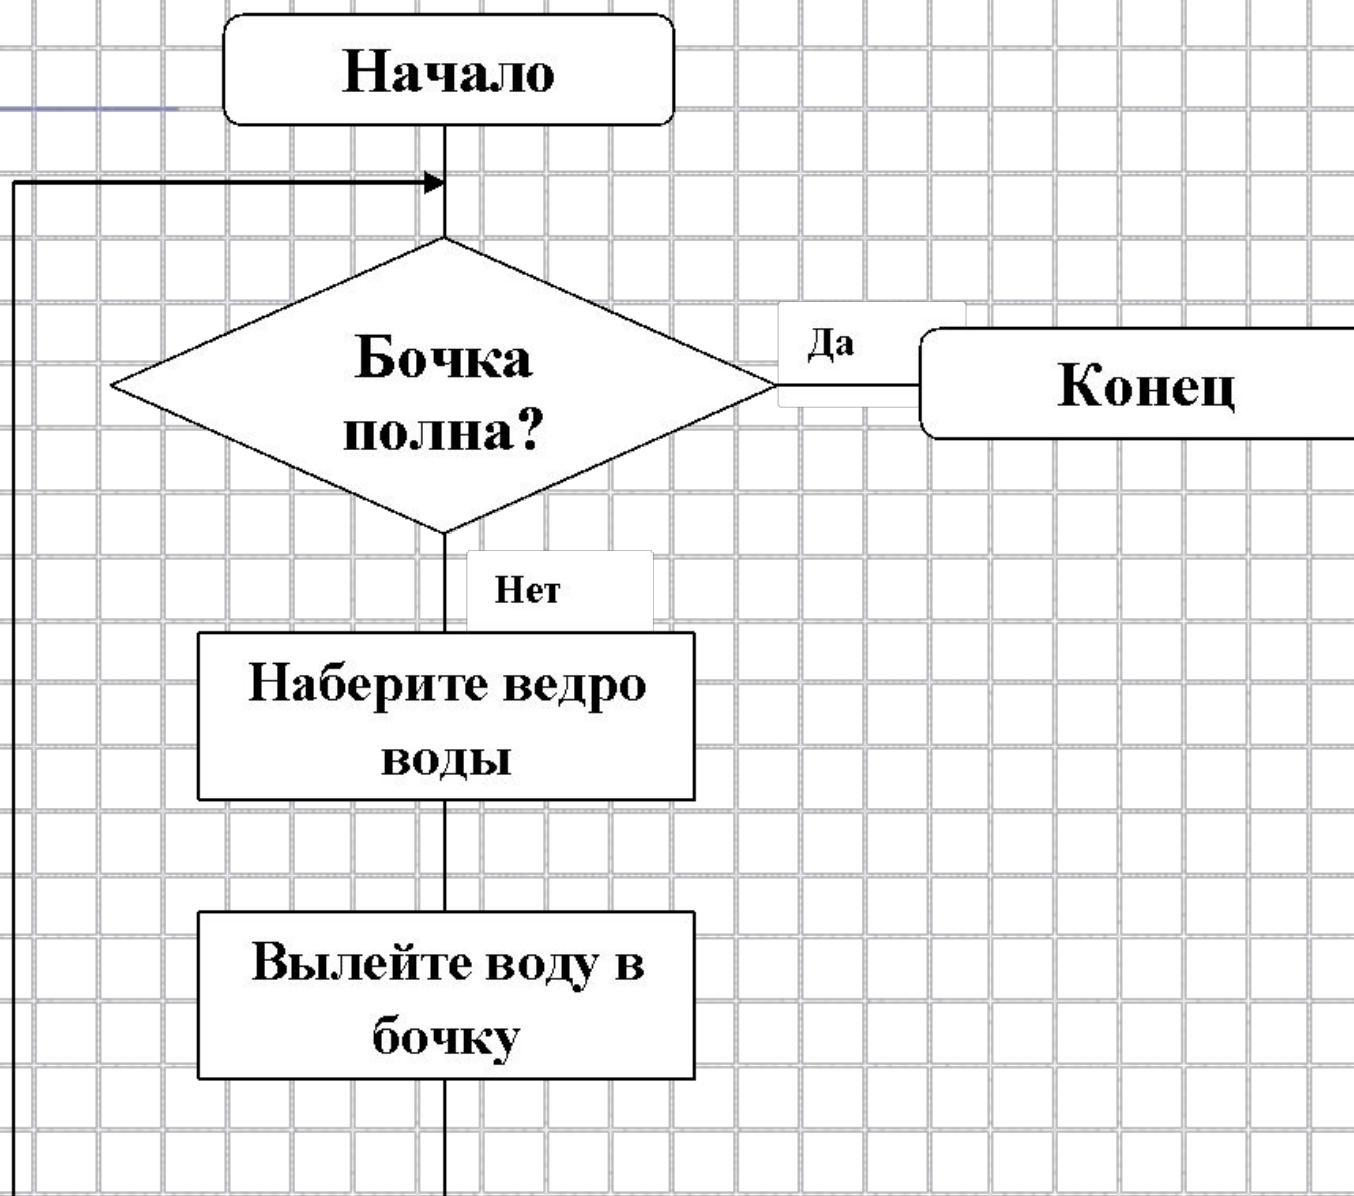 Начало
Бочка
полна?
Да
Конец
Нет
Наберите ведро
воды
Вылейте воду в
бочку